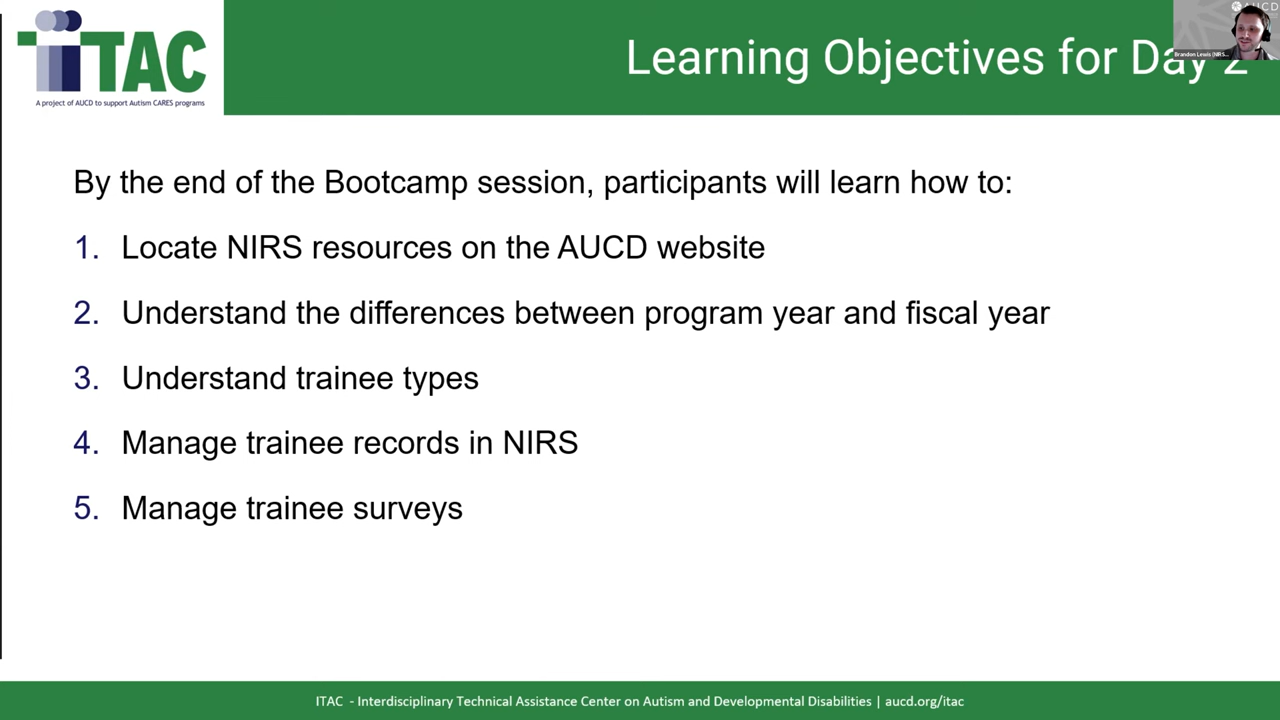 iTAC
A project of AUCD to support Autism CARES programs
Learning Objectives for Day 2
AUCD
Brandon Lewis (NIRS...
By the end of the Bootcamp session, participants will learn how to:
1. Locate NIRS resources on the AUCD website
2. Understand the differences between program year and fiscal year
3. Understand trainee types
4. Manage trainee records in NIRS
5. Manage trainee surveys
ITAC - Interdisciplinary Technical Assistance Center on Autism and Developmental Disabilities | aucd.org/itac